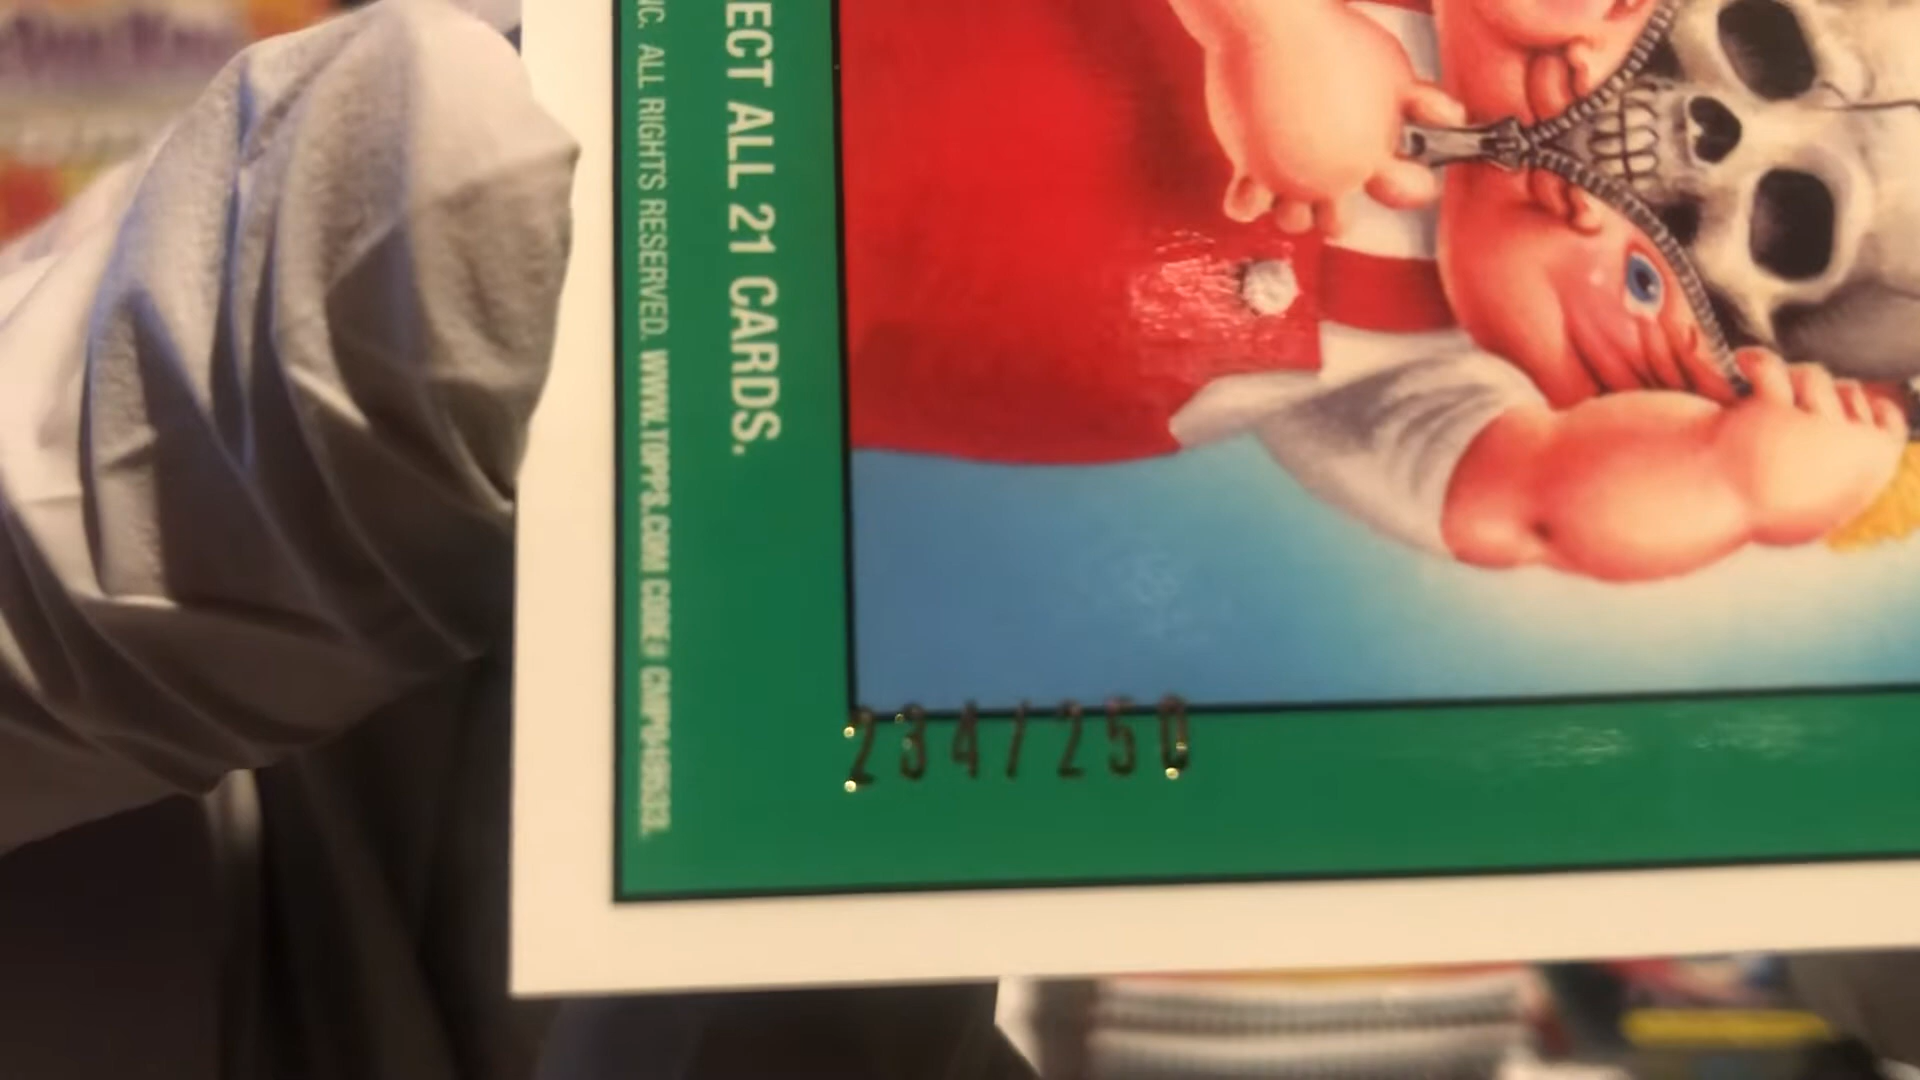 ECT ALL 21 CARDS.
NC. ALL RIGHTS RESERVED. WWW.TOPPS.COM CODE#
234/250